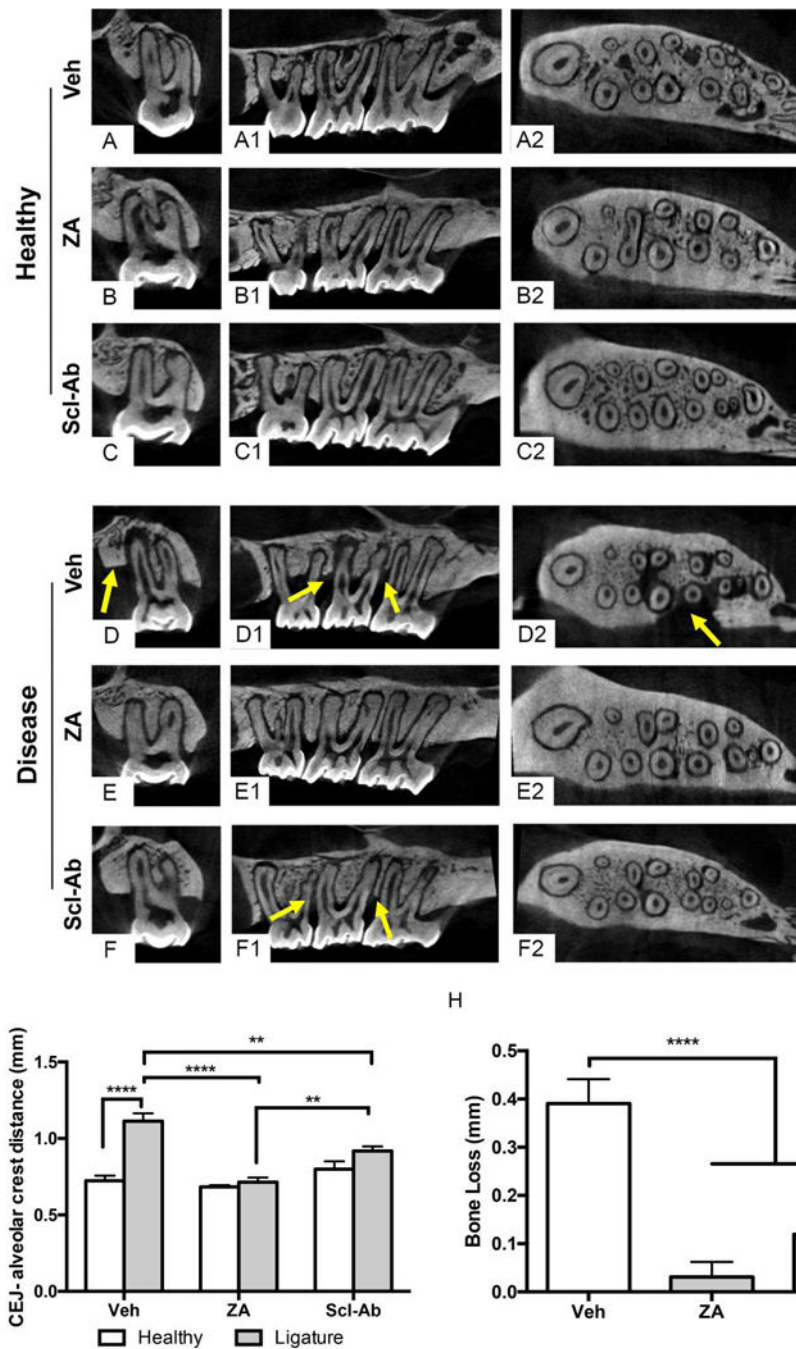 Healthy
Veh
A
A1
A2
ZA
B
B1
B2
Scl-Ab
C
C1
C2
Disease
Veh
D
D1
D2
ZA
E
E1
E2
Scl-Ab
F
F1
F2
H
CEJ- alveolar crest distance (mm)
1.5
1.0
0.5
0.0
**
****
****
**
Veh ZA Scl-Ab
Healthy Ligature
Bone Loss (mm)
0.5
0.4
0.3
0.2
0.1
0.0
****
Veh ZA